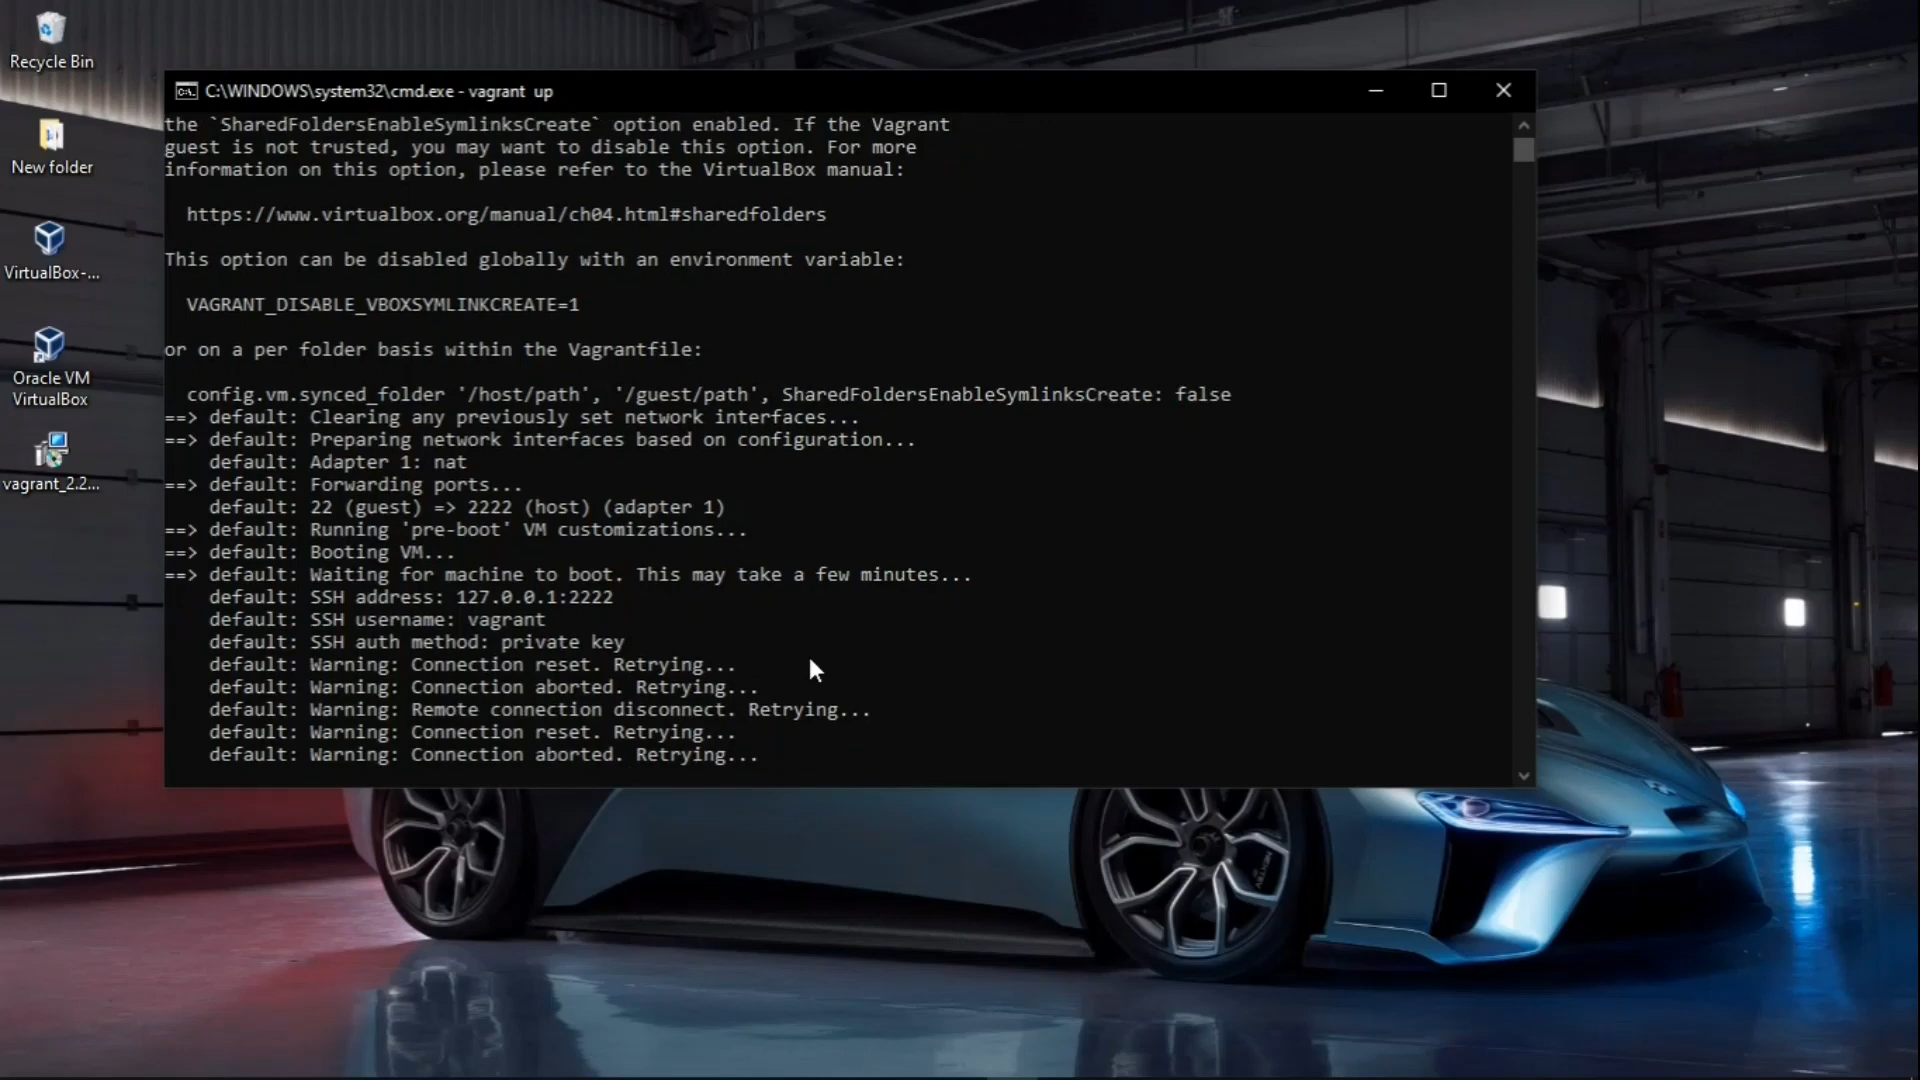 Recycle Bin
New folder
VirtualBox-...
Oracle VM
VirtualBox
vagrant_2.2...
C:\WINDOWS\system32\cmd.exe - vagrant  up
the `SharedFoldersEnableSymlinksCreate` option enabled. If the Vagrant
guest is not trusted, you may want to disable this option. For more
information on this option, please refer to the VirtualBox manual:
https://www.virtualbox.org/manual/ch04.html#sharedfolders
This option can be disabled globally with an environment variable:
VAGRANT_DISABLE_VBOXSYMLINKCREATE=1
or on a per folder basis within the Vagrantfile:
config.vm.synced_folder '/host/path', '/guest/path', SharedFoldersEnableSymlinksCreate: false
==> default: Clearing any previously set network interfaces...
==> default: Preparing network interfaces based on configuration...
default: Adapter 1: nat
==> default: Forwarding ports...
default: 22 (guest) => 2222 (host) (adapter 1)
==> default: Running 'pre-boot' VM customizations...
==> default: Booting VM...
==> default: Waiting for machine to boot. This may take a few minutes...
default: SSH address: 127.0.0.1:2222
default: SSH username: vagrant
default: SSH auth method: private key
default: Warning: Connection reset. Retrying...
default: Warning: Connection aborted. Retrying...
default: Warning: Remote connection disconnect. Retrying...
default: Warning: Connection reset. Retrying...
default: Warning: Connection aborted. Retrying...